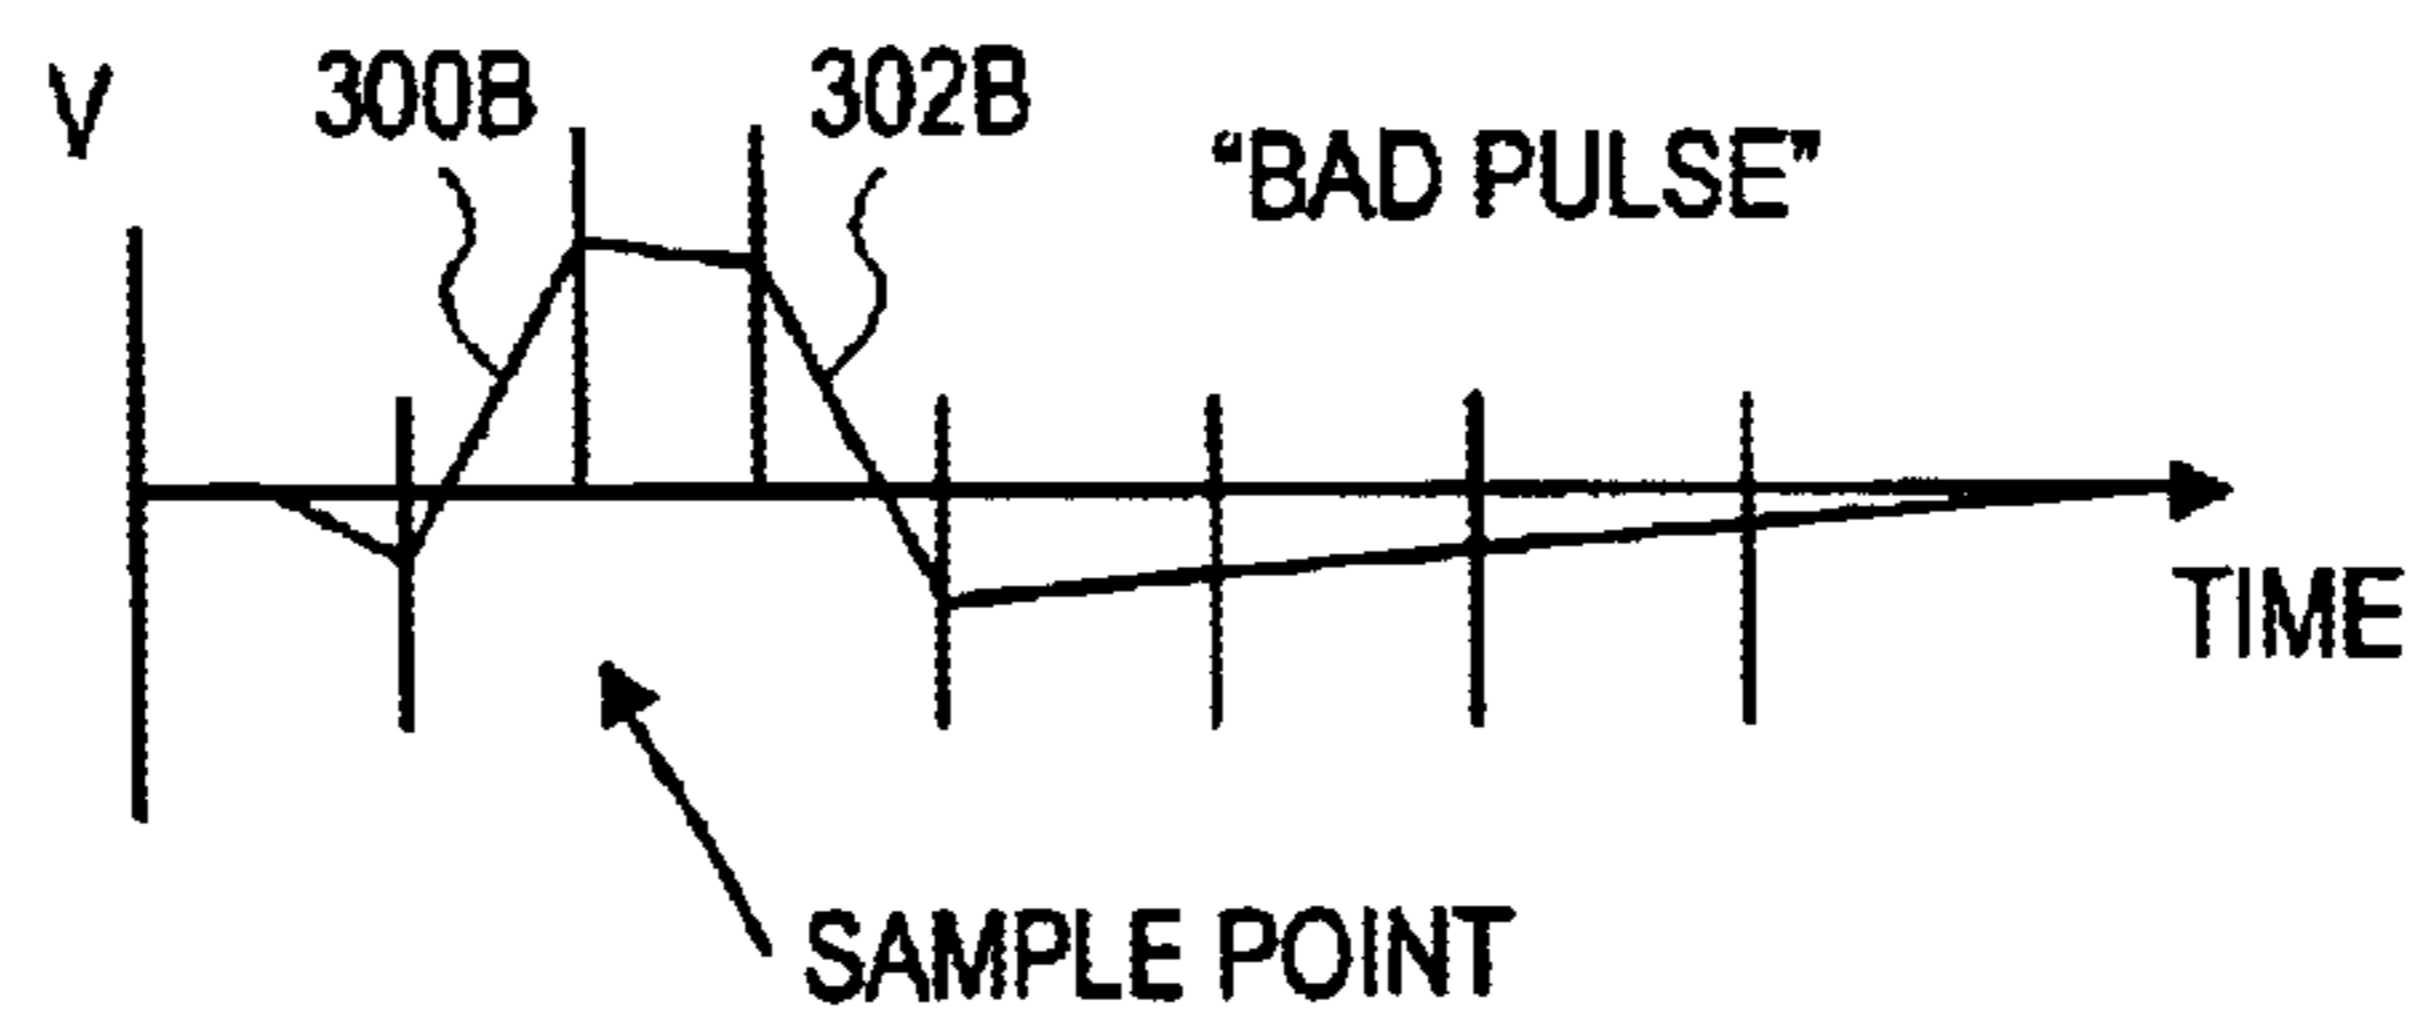 V
300B
302B
“BAD PULSE”
TIME
SAMPLE POINT